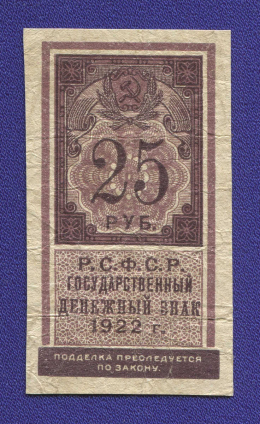 25
РУБ.
Р.С.Ф.С.Р.
ГОСУДАРСТВЕННЫЙ
ДЕНЕЖНЫЙ ЗНАК
1922 г.
ПОДДЕЛКА ПРЕСЛЕДУЕТСЯ
ПО ЗАКОНУ.